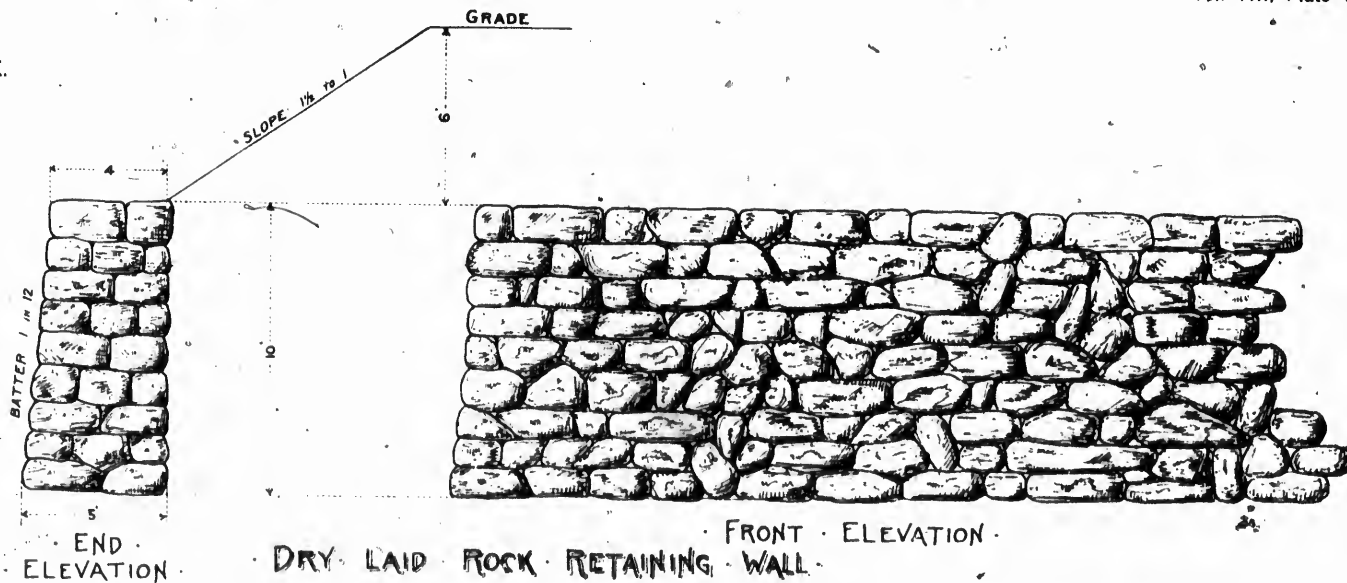 GRADE
SLOPE 1½ to 1
6
4
BATTER 1 IN 12
10
5
· END ·
· ELEVATION ·
· FRONT · ELEVATION ·
· DRY · LAID · ROCK · RETAINING · WALL ·